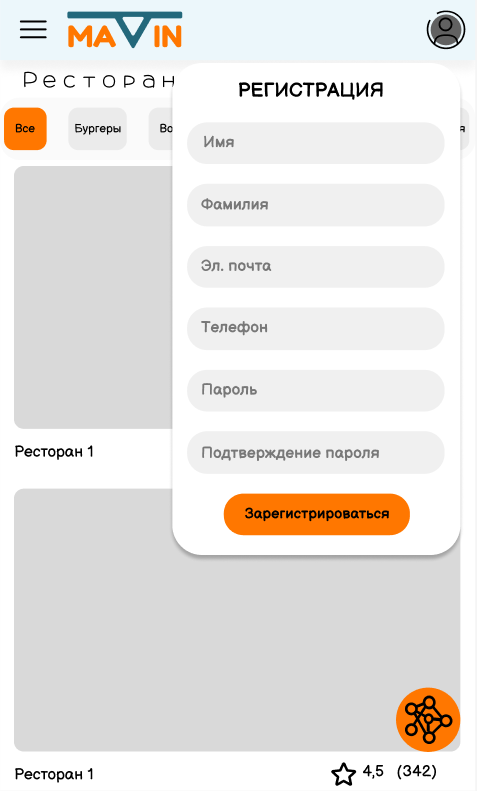 MAVIN
Ресторан
РЕГИСТРАЦИЯ
Все
Бургеры
Во
я
Имя
Фамилия
Эл. почта
Телефон
Пароль
Подтверждение пароля
Зарегистрироваться
Ресторан 1
Ресторан 1
4,5 (342)